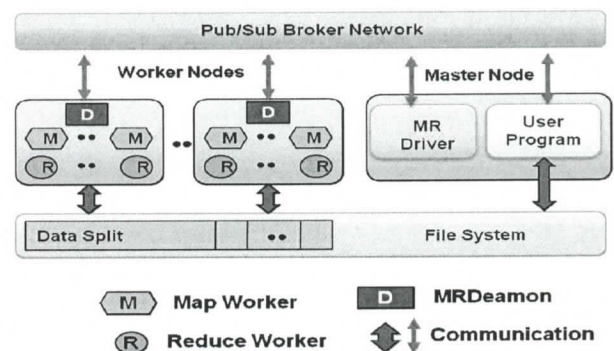 Pub/Sub Broker Network
Worker Nodes
Master Node
D
D
M •• M
M •• M
R •• R
R •• R
••
MR
Driver
User
Program
Data Split
••
File System
M Map Worker
D MRDeamon
R Reduce Worker
Communication